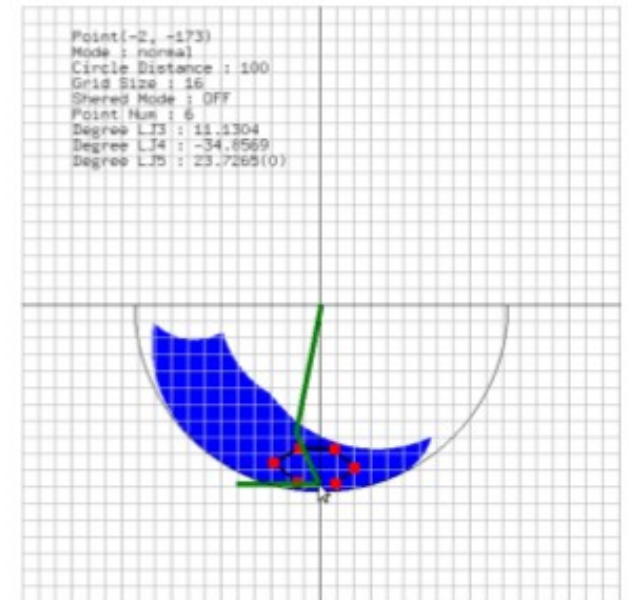 Point(-2, -173)
Mode : normal
Circle Distance : 100
Grid Size : 16
Shered Mode : OFF
Point Num : 6
Degree LJ3 : 11.1304
Degree LJ4 : -34.8569
Degree LJ5 : 23.7265(0)